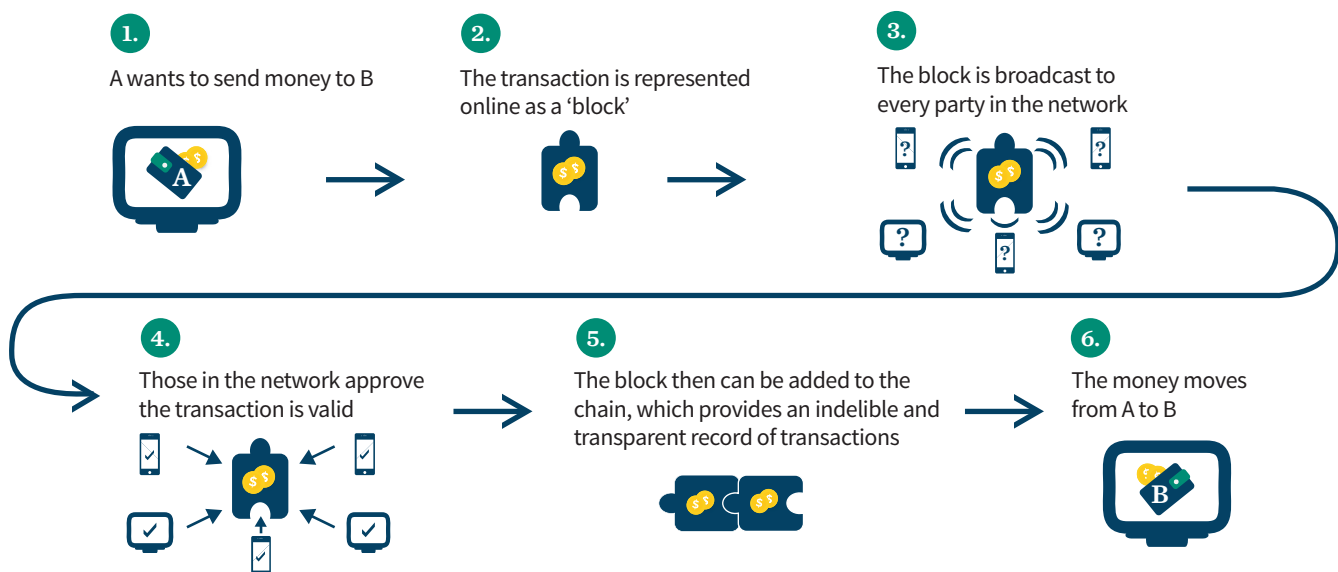 1.
A wants to send money to B
A
2.
The transaction is represented
online as a ‘block’
$ $
3.
The block is broadcast to
every party in the network
?
?
$ $
?
?
?
4.
Those in the network approve
the transaction is valid
$ $
5.
The block then can be added to the
chain, which provides an indelible and
transparent record of transactions
$ $
$ $
6.
The money moves
from A to B
B